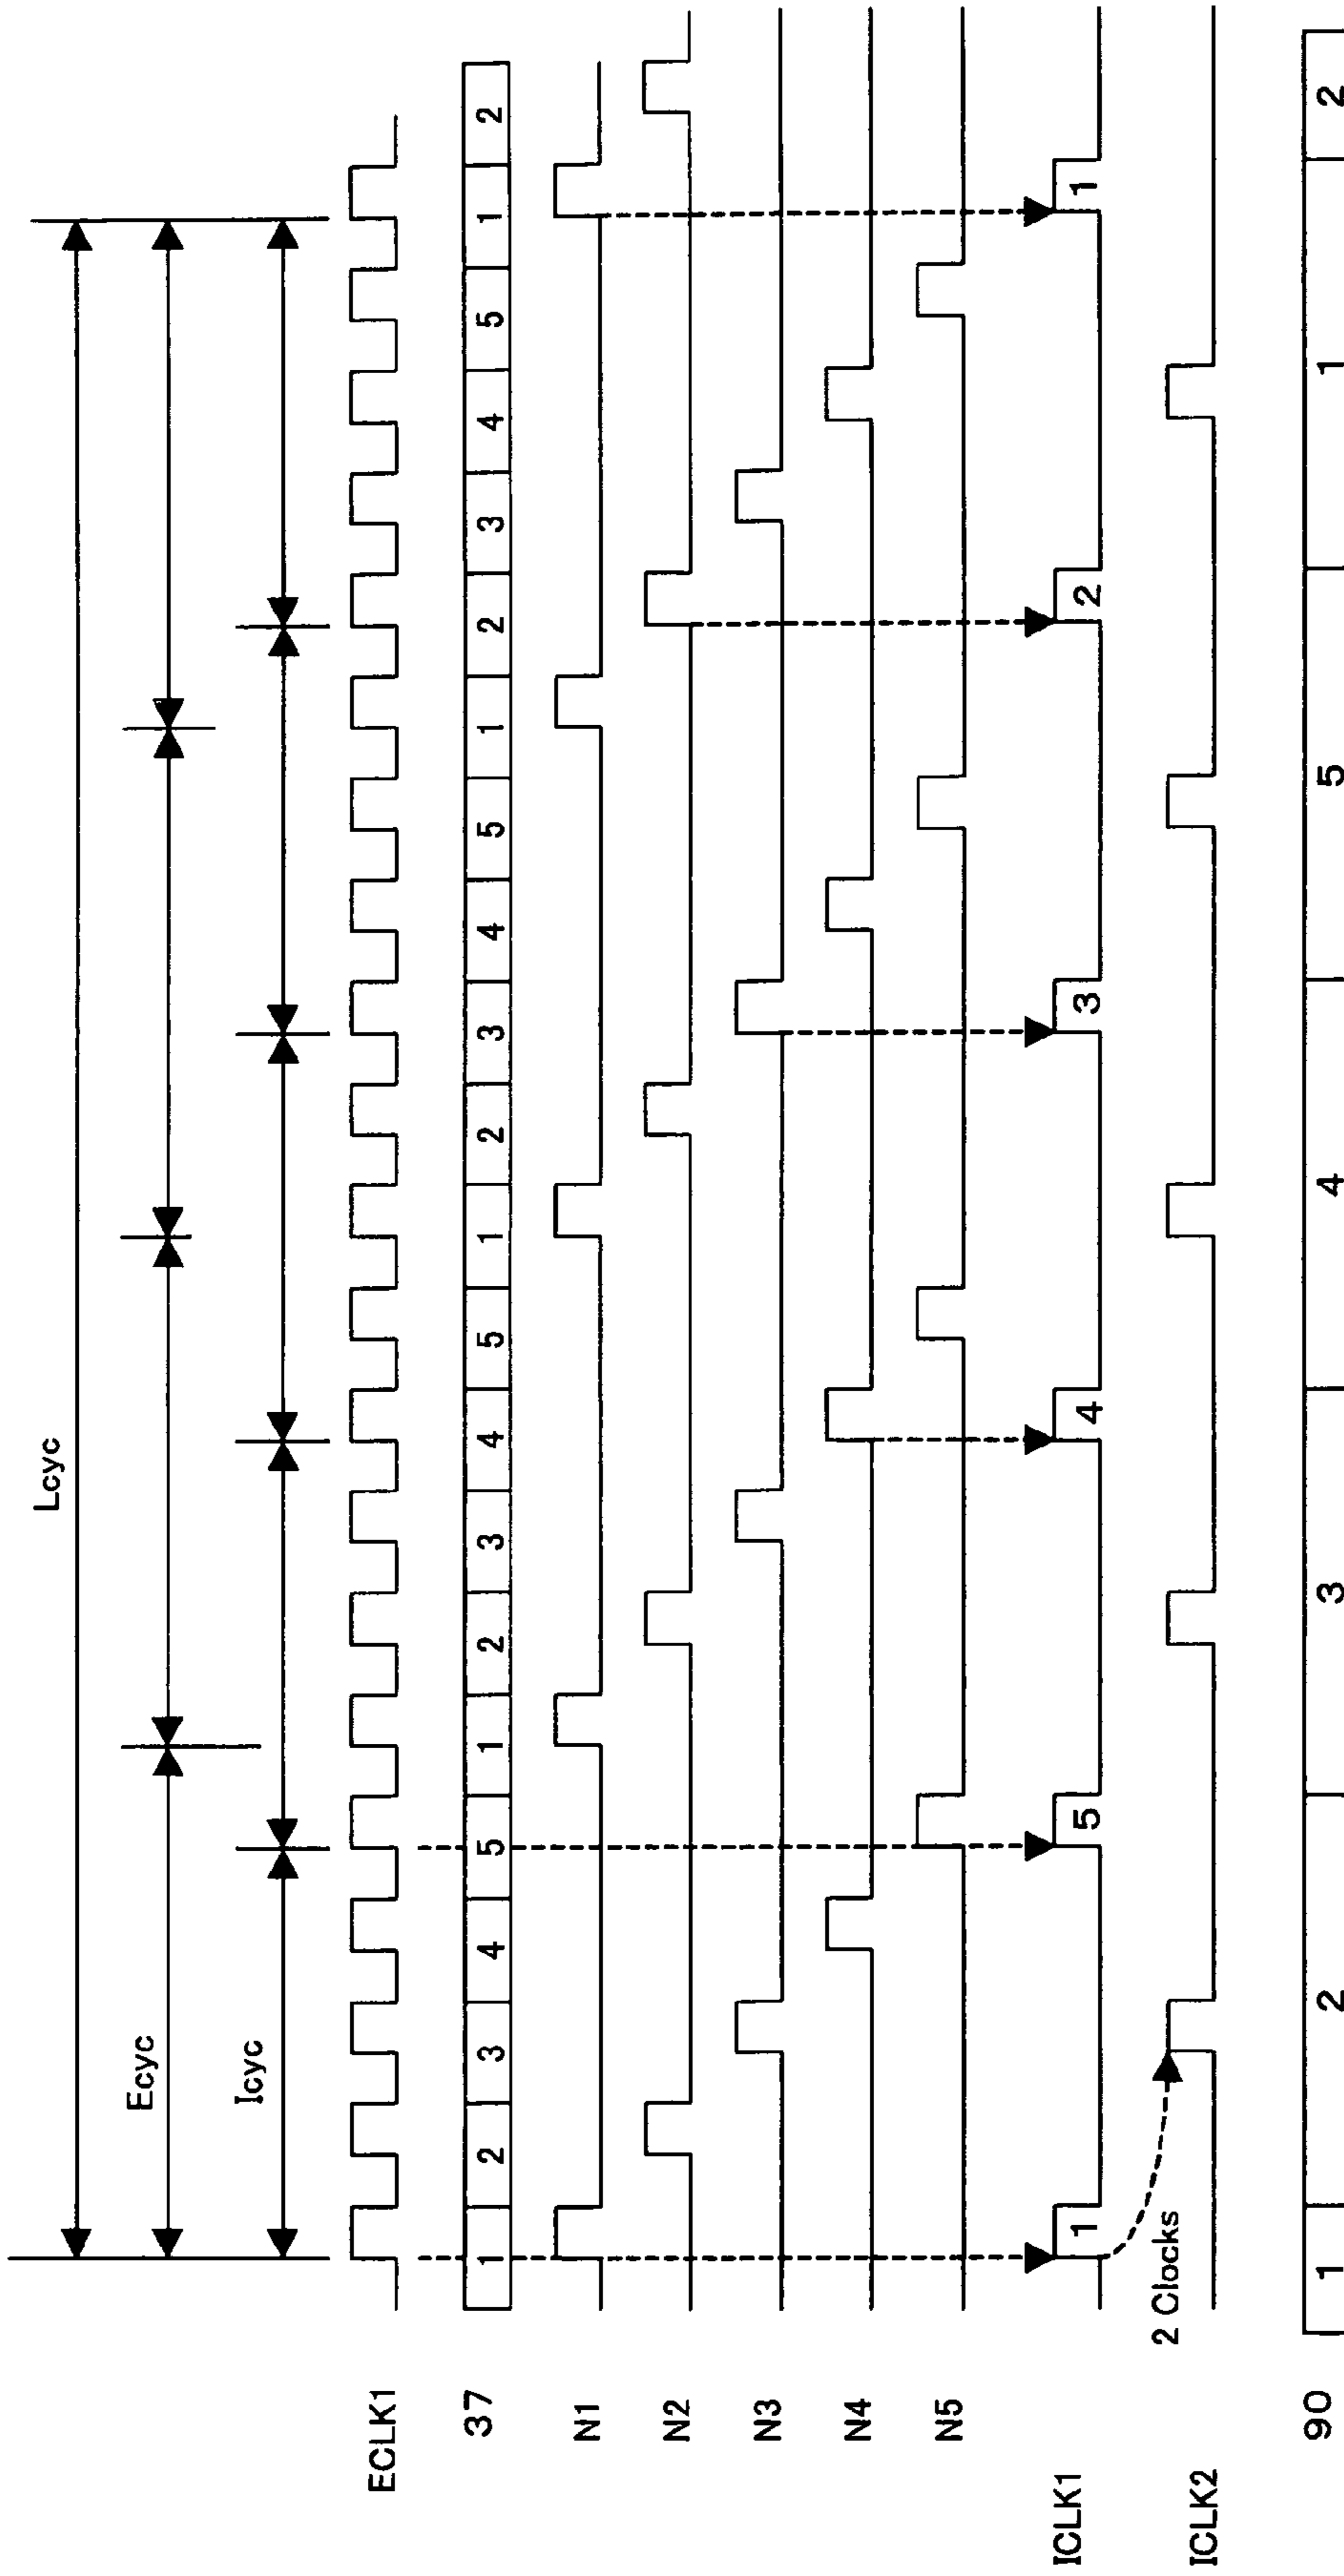 Lcyc
Ecyc
Icyc
ECLK1
37 1 2 3 4 5 1 2 3 4 5 1 2 3 4 5 1 2 3 4 5 1 2
N1
N2
N3
N4
N5
ICLK1 1 5 4 3 2 1
2 Clocks
ICLK2
90 1 2 3 4 5 1 2